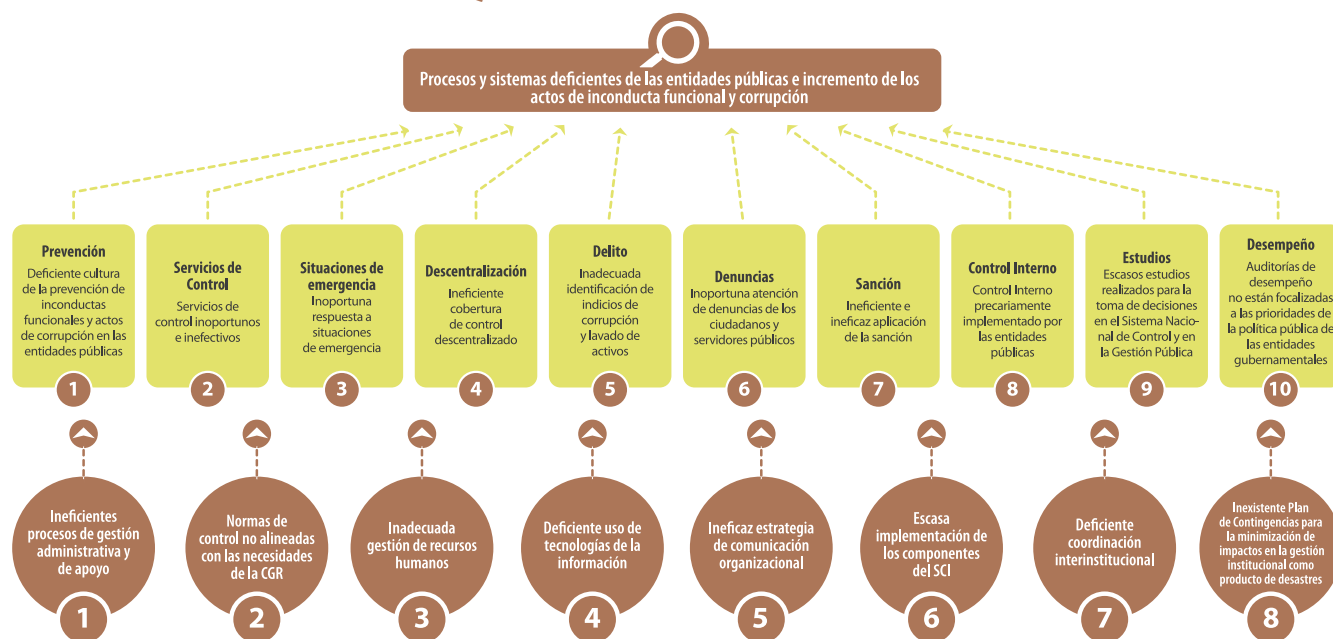 Procesos y sistemas deficientes de las entidades públicas e incremento de los
actos de inconducta funcional y corrupción
Prevención
Deficiente cultura
de la prevención de
inconductas
funcionales y actos
de corrupción en las
entidades públicas
1
Servicios de
Control
Servicios de
control inoportunos
e inefectivos
2
Situaciones de
emergencia
Inoportuna
respuesta a
situaciones
de emergencia
3
Descentralización
Ineficiente
cobertura
de control
descentralizado
4
Delito
Inadecuada
identificación de
indicios de
corrupción
y lavado de
activos
5
Denuncias
Inoportuna atención
de denuncias de los
ciudadanos y
servidores públicos
6
Sanción
Ineficiente e
ineficaz aplicación
de la sanción
7
Control Interno
Control Interno
precariamente
implementado por
las entidades
públicas
8
Estudios
Escasos estudios
realizados para la
toma de decisiones
en el Sistema Nacio-
nal de Control y en
la Gestión Pública
9
Desempeño
Auditorías de
desempeño
no están focalizadas
a las prioridades de
la política pública de
las entidades
gubernamentales
10
Ineficientes
procesos de gestión
administrativa y
de apoyo
1
Normas de
control no alineadas
con las necesidades
de la CGR
2
Inadecuada
gestión de recursos
humanos
3
Deficiente uso de
tecnologías de la
información
4
Ineficaz estrategia
de comunicación
organizacional
5
Escasa
implementación de
los componentes
del SCI
6
Deficiente
coordinación
interinstitucional
7
Inexistente Plan
de Contingencias para
la minimización de
impactos en la gestión
institucional como
producto de desastres
8